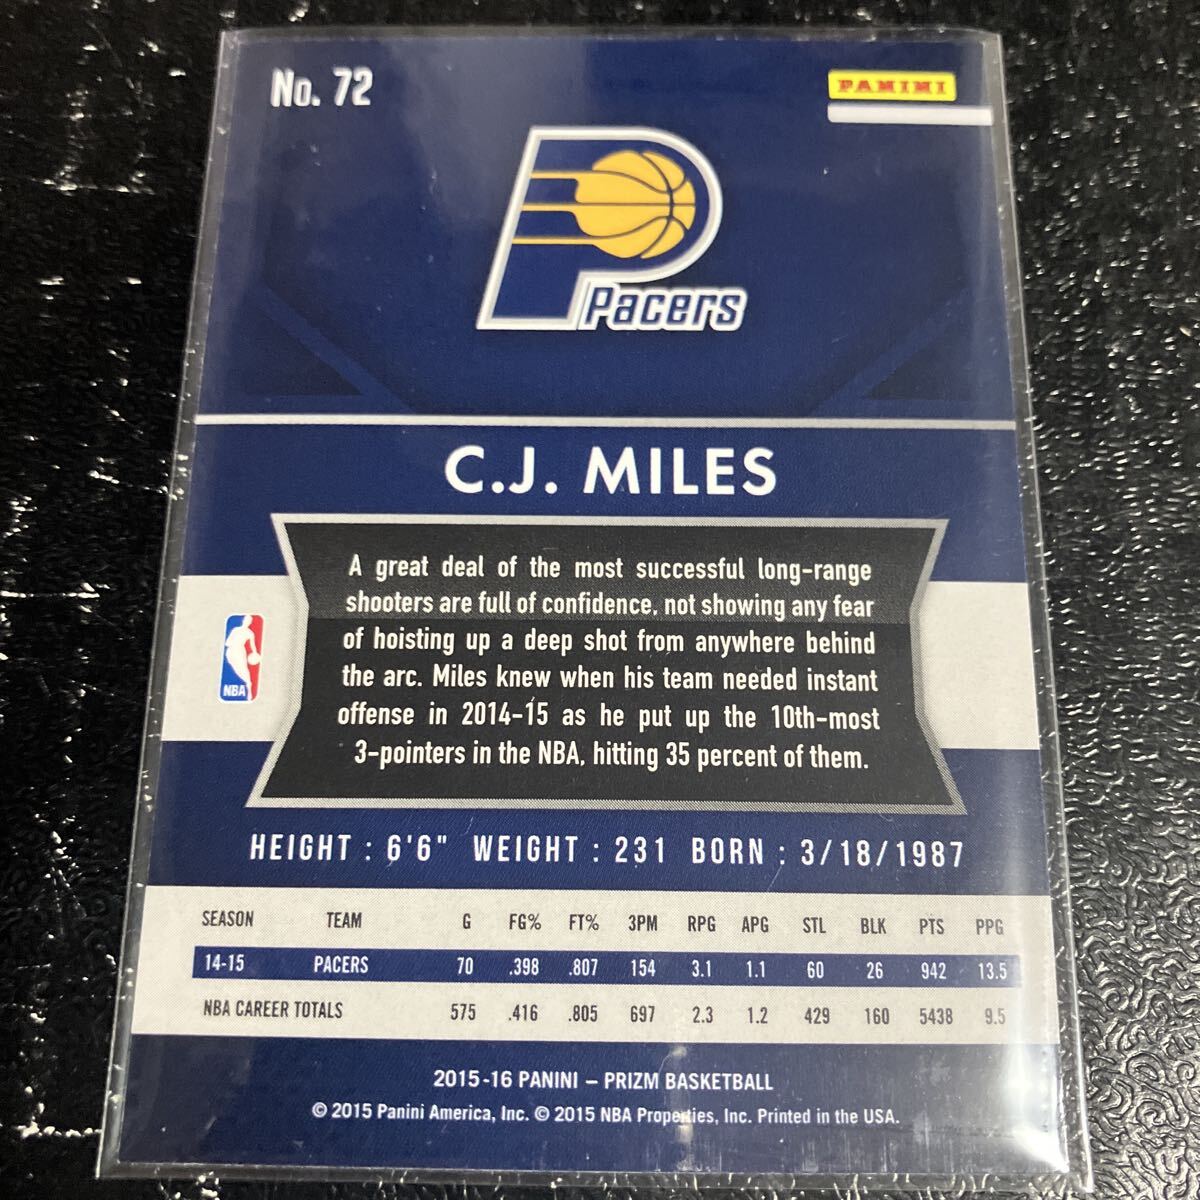 No. 72
PANINI
Pacers
C.J. MILES
A great deal of the most successful long-range
shooters are full of confidence, not showing any fear
of hoisting up a deep shot from anywhere behind
the arc. Miles knew when his team needed instant
offense in 2014-15 as he put up the 10th-most
3-pointers in the NBA, hitting 35 percent of them.
NBA
HEIGHT : 6'6" WEIGHT : 231 BORN : 3/18/1987
SEASON TEAM G FG% FT% 3PM RPG APG STL BLK PTS PPG
14-15 PACERS 70 .398 .807 154 3.1 1.1 60 26 942 13.5
NBA CAREER TOTALS 575 .416 .805 697 2.3 1.2 429 160 5438 9.5
2015-16 PANINI – PRIZM BASKETBALL
© 2015 Panini America, Inc. © 2015 NBA Properties, Inc. Printed in the USA.